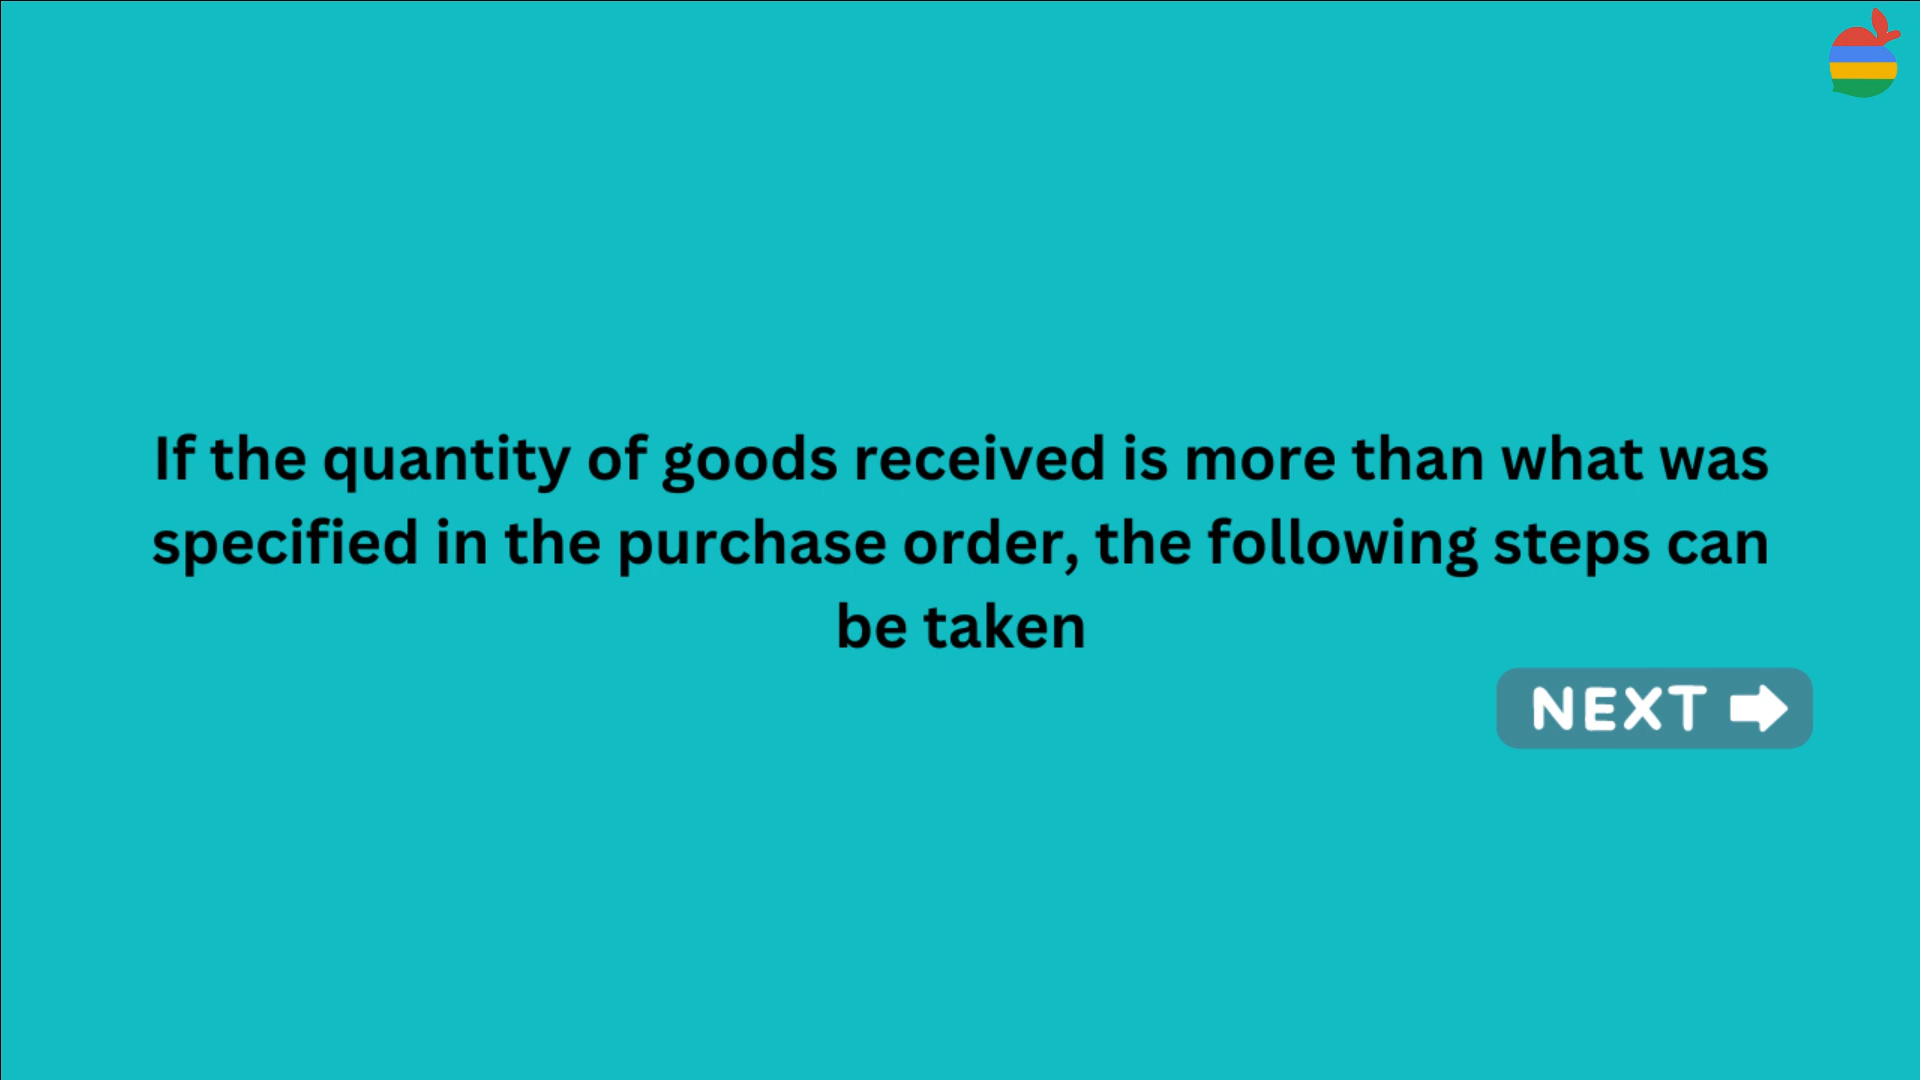 If the quantity of goods received is more than what was
specified in the purchase order, the following steps can
be taken
NEXT